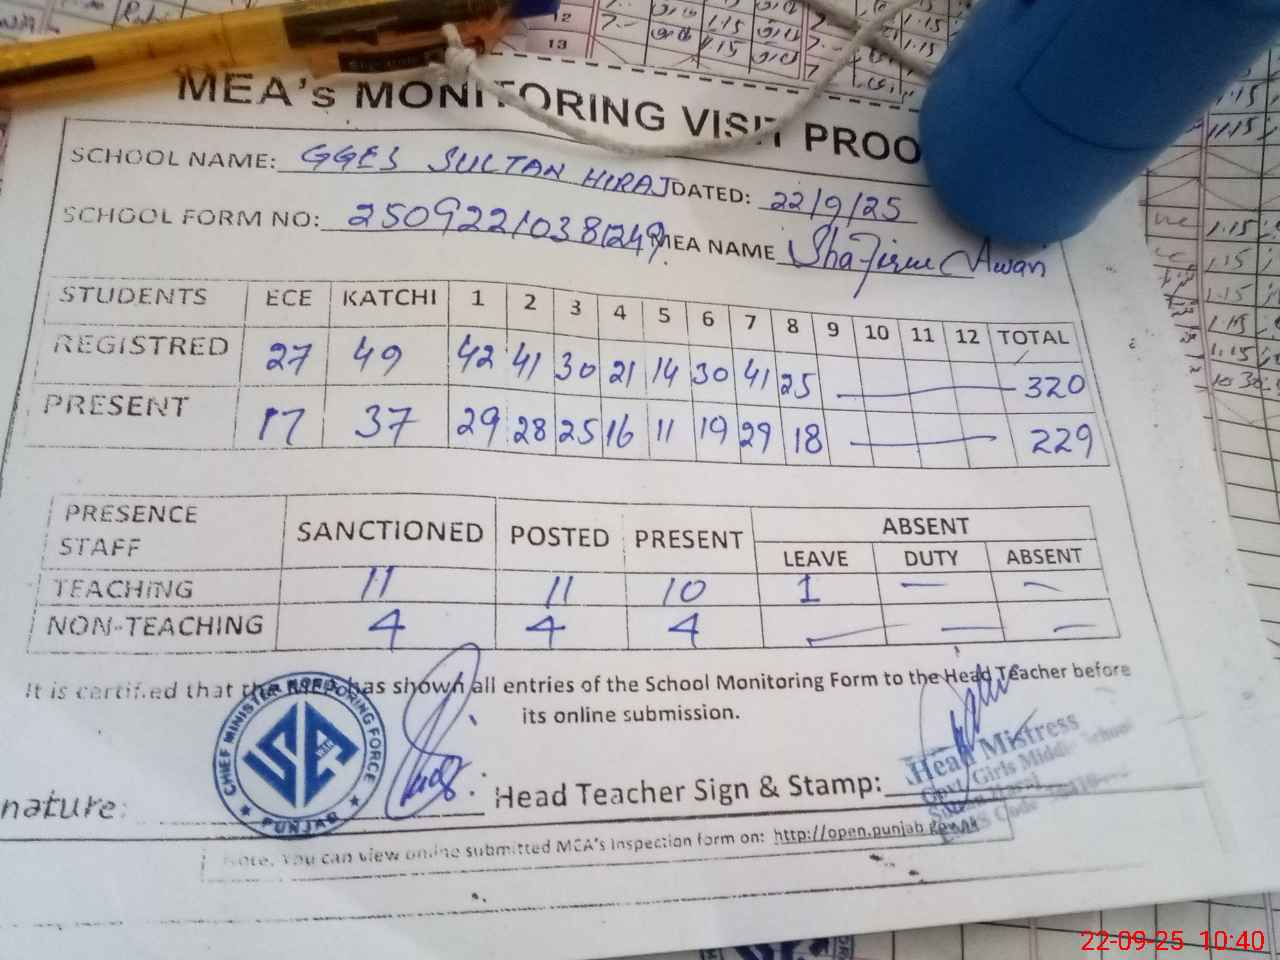 MEA's MONITORING VISIT PROO
SCHOOL NAME: GGES SULTAN HIRAJ DATED: 22/9/25
SCHOOL FORM NO: 25092210381249 MEA NAME Awan
STUDENTS ECE KATCHI 1 2 3 4 5 6 7 8 9 10 11 12 TOTAL
REGISTRED 27 49 42 41 30 21 14 30 41 25 320
PRESENT 17 37 29 28 25 16 11 19 29 18 229
PRESENCE STAFF SANCTIONED POSTED PRESENT ABSENT
LEAVE DUTY ABSENT
TEACHING 11 11 10 1 — —
NON-TEACHING 4 4 4 — — —
It is certified that the has shown all entries of the School Monitoring Form to the Head Teacher before
its online submission.
CHIEF MINISTER MONITORING FORCE
PUNJAB
nature:
Head Teacher Sign & Stamp:
Head Mistress
Govt. Girls Middle School
Note. You can view online submitted MCA's Inspection form on: http://open.punjab.gov.pk
12
13
22-09-25 10:40